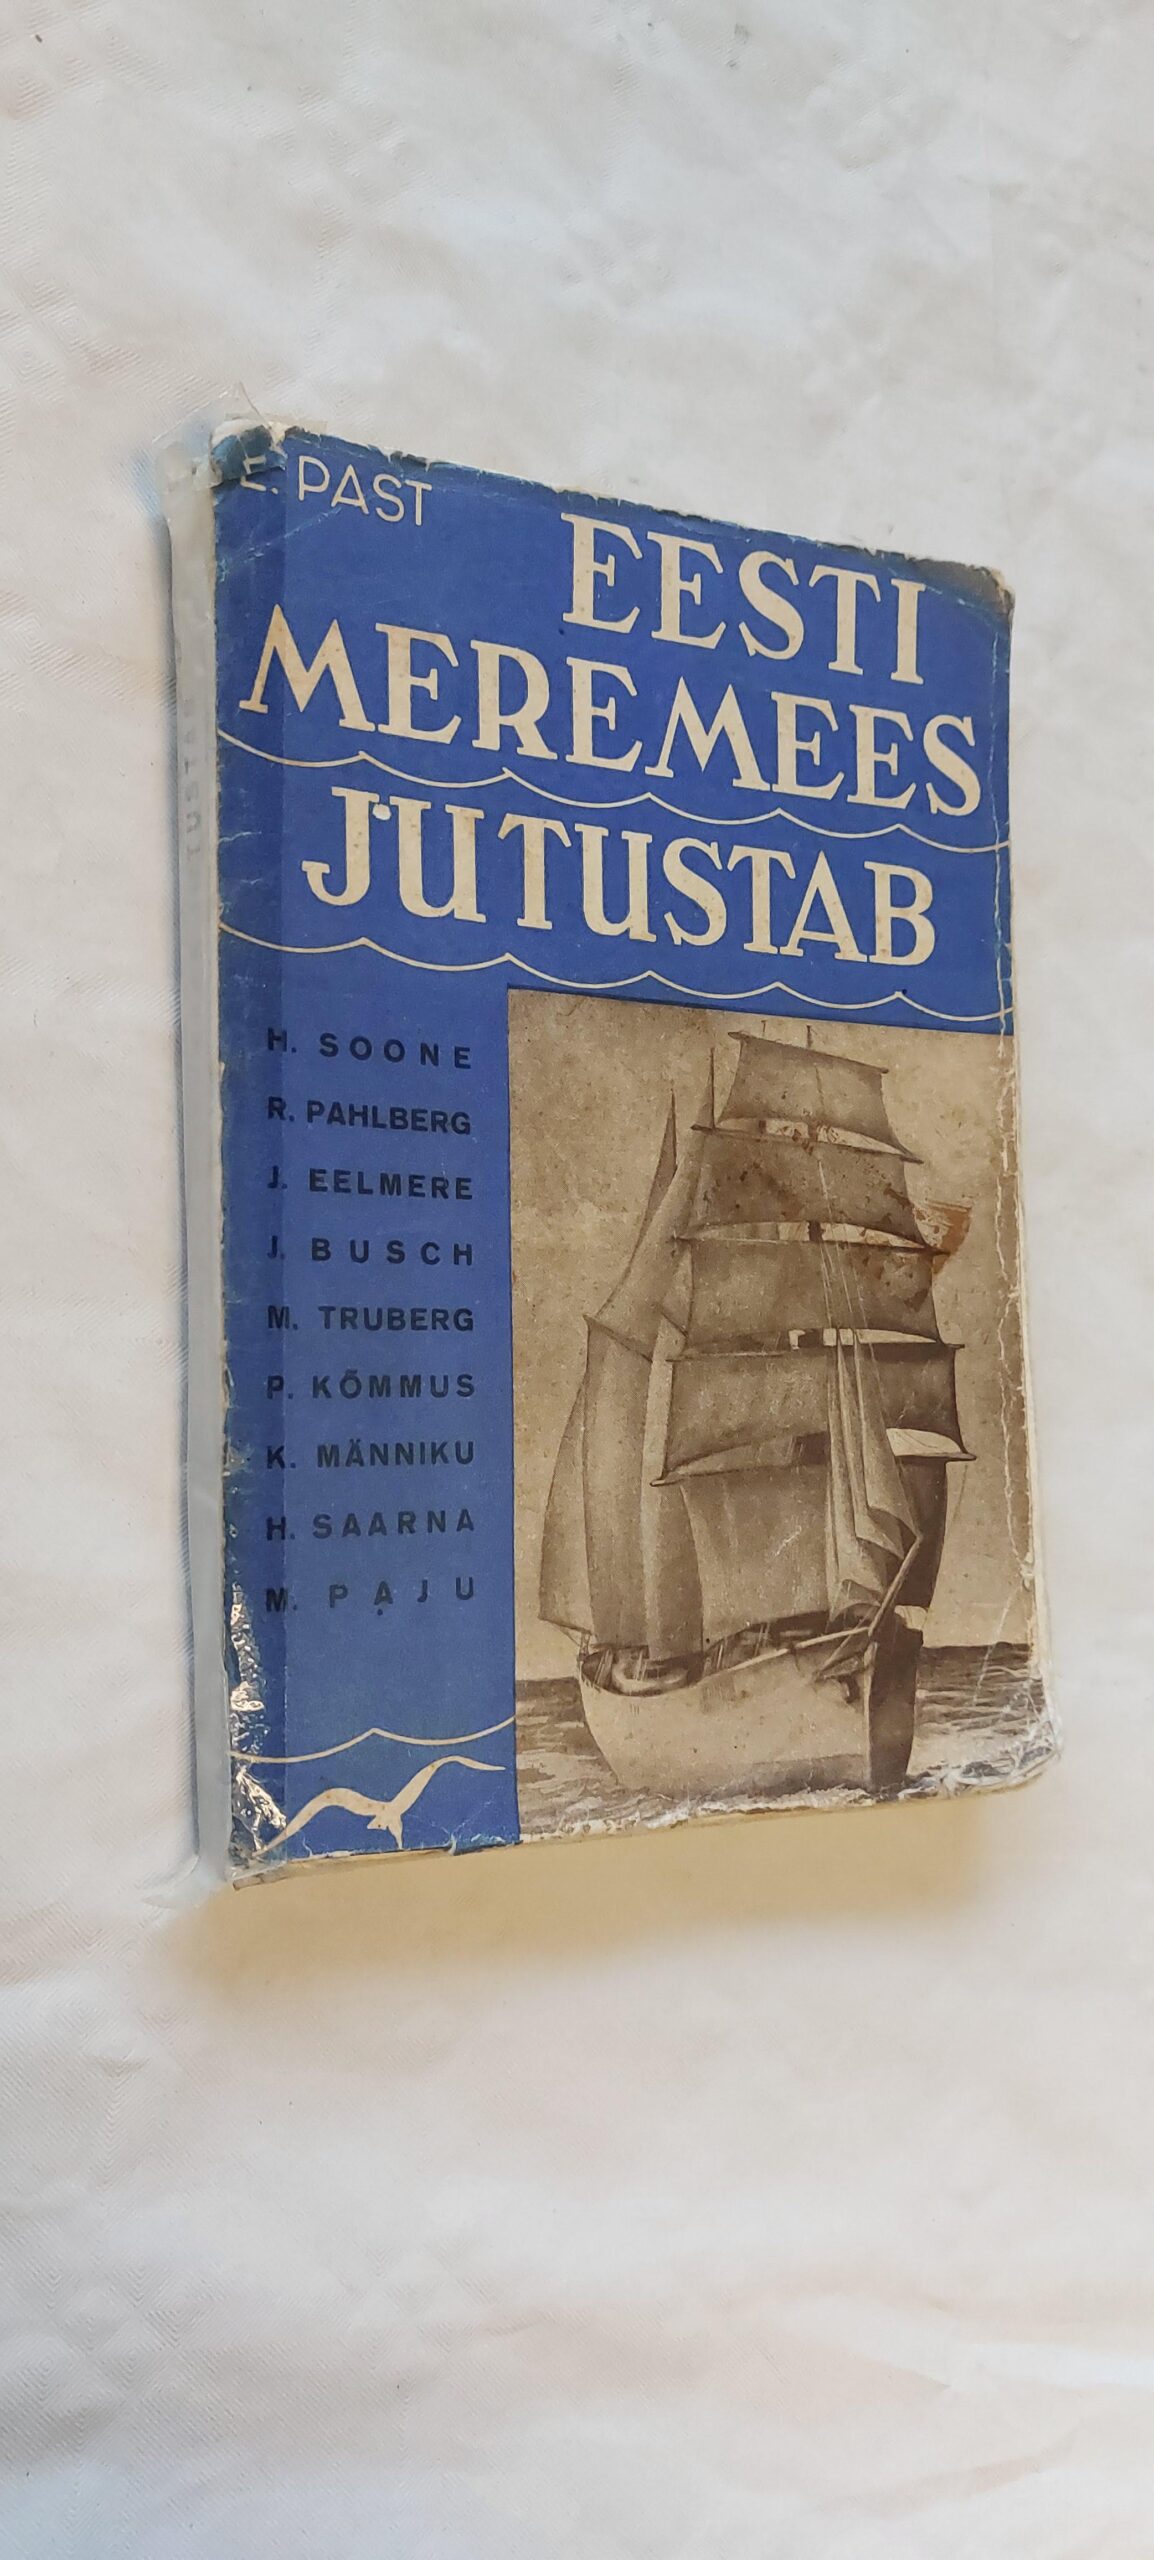 E. PAST
EESTI
MEREMEES
JUTUSTAB
H. SOONE
R. PAHLBERG
J. EELMERE
J. BUSCH
M. TRUBERG
P. KÕMMUS
K. MÄNNIKU
H. SAARNA
M. PAJU